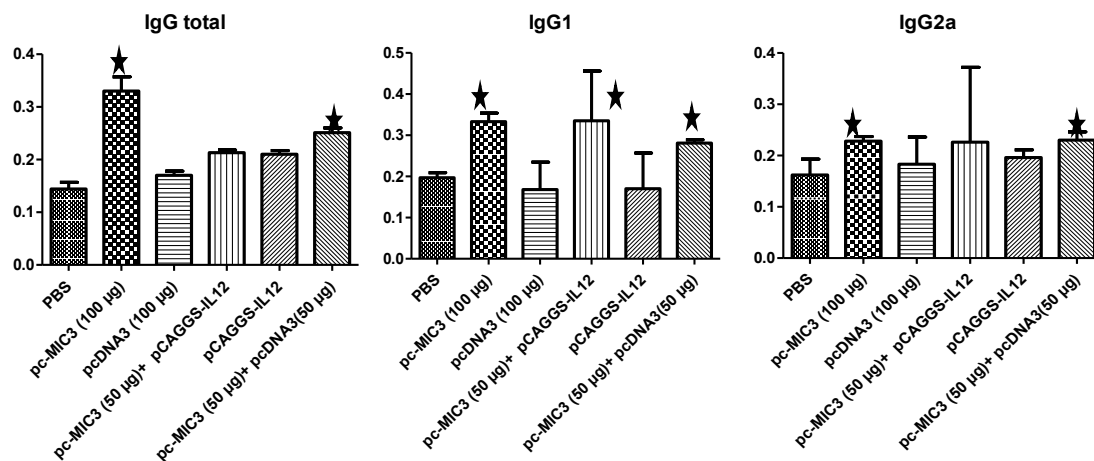 IgG total
0.4
0.3
0.2
0.1
0.0
PBS
pc-MIC3 (100 µg)
pcDNA3 (100 µg)
pc-MIC3 (50 µg)+ pCAGGS-IL12
pCAGGS-IL12
pc-MIC3 (50 µg)+ pcDNA3(50 µg)
IgG1
0.5
0.4
0.3
0.2
0.1
0.0
PBS
pc-MIC3 (100 µg)
pcDNA3 (100 µg)
pc-MIC3 (50 µg)+ pCAGGS-IL12
pCAGGS-IL12
pc-MIC3 (50 µg)+ pcDNA3(50 µg)
IgG2a
0.4
0.3
0.2
0.1
0.0
PBS
pc-MIC3 (100 µg)
pcDNA3 (100 µg)
pc-MIC3 (50 µg)+ pCAGGS-IL12
pCAGGS-IL12
pc-MIC3 (50 µg)+ pcDNA3(50 µg)